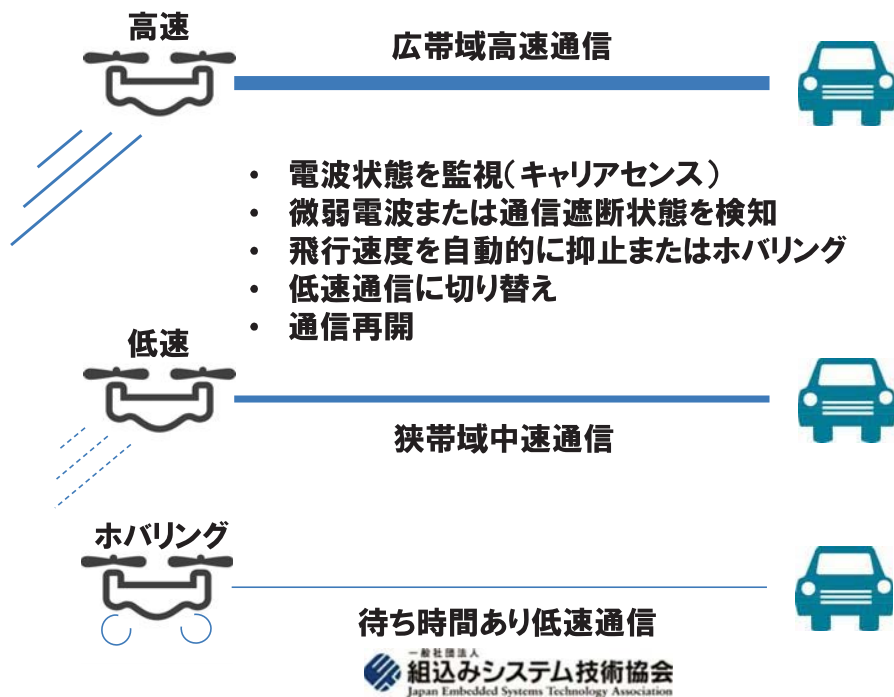 高速
広帯域高速通信
• 電波状態を監視(キャリアセンス)
• 微弱電波または通信遮断状態を検知
• 飛行速度を自動的に抑止またはホバリング
• 低速通信に切り替え
• 通信再開
低速
狭帯域中速通信
ホバリング
待ち時間あり低速通信
一般社団法人
組込みシステム技術協会
Japan Embedded Systems Technology Association